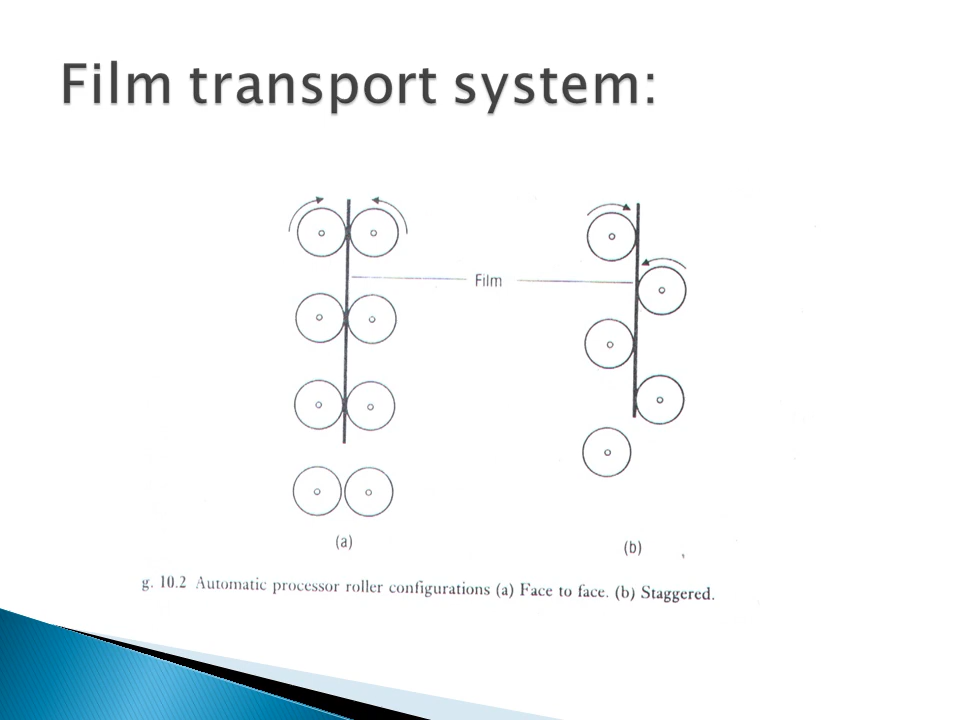 Film transport system:
Film
(a)
(b)
g. 10.2 Automatic processor roller configurations (a) Face to face. (b) Staggered.